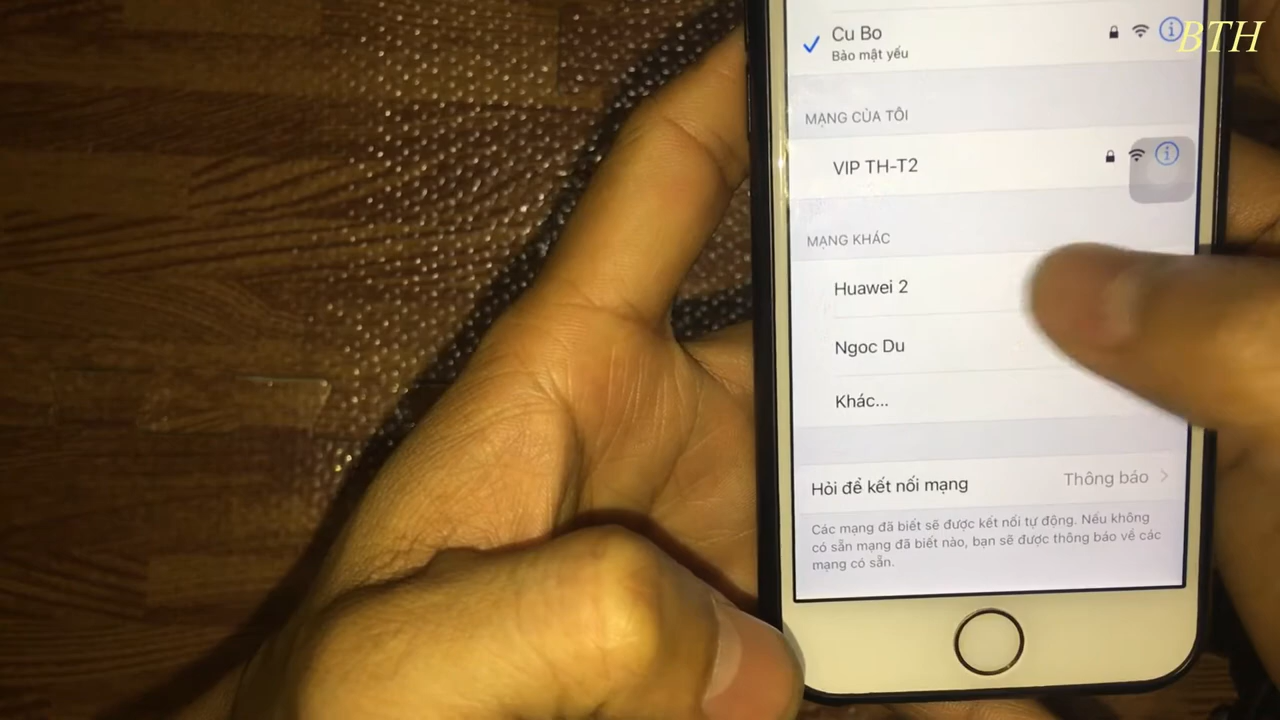 BTH
Cu Bo
Bảo mật yếu
MẠNG CỦA TÔI
VIP TH-T2
MẠNG KHÁC
Huawei 2
Ngoc Du
Khác...
Hỏi để kết nối mạng Thông báo
Các mạng đã biết sẽ được kết nối tự động. Nếu không
có sẵn mạng đã biết nào, bạn sẽ được thông báo về các
mạng có sẵn.